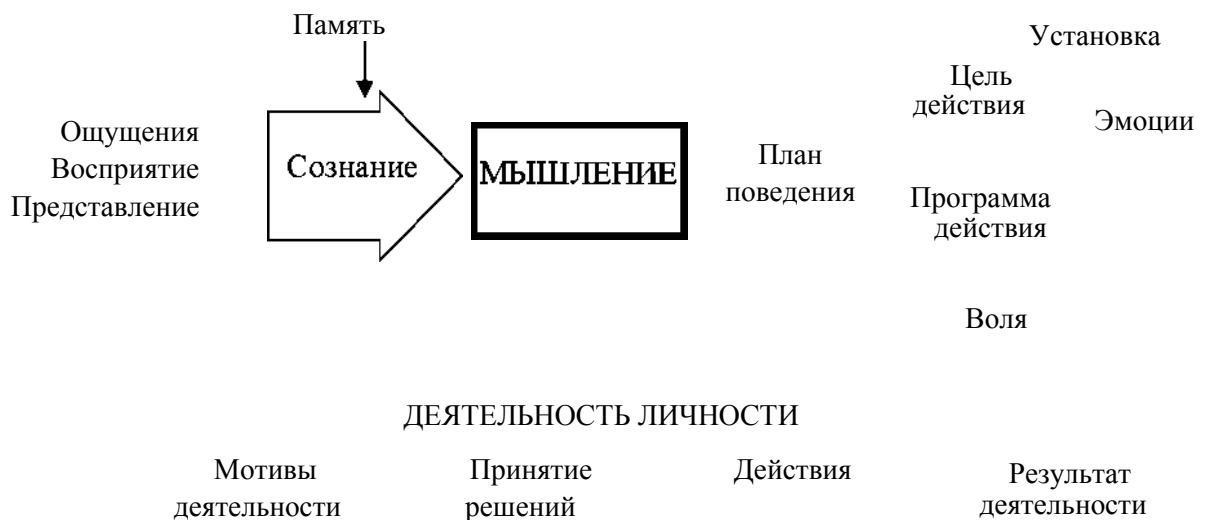 Память
Установка
Цель
действия
Эмоции
Ощущения
Восприятие
Представление
Сознание
МЫШЛЕНИЕ
План
поведения
Программа
действия
Воля
ДЕЯТЕЛЬНОСТЬ ЛИЧНОСТИ
Мотивы
деятельности
Принятие
решений
Действия
Результат
деятельности